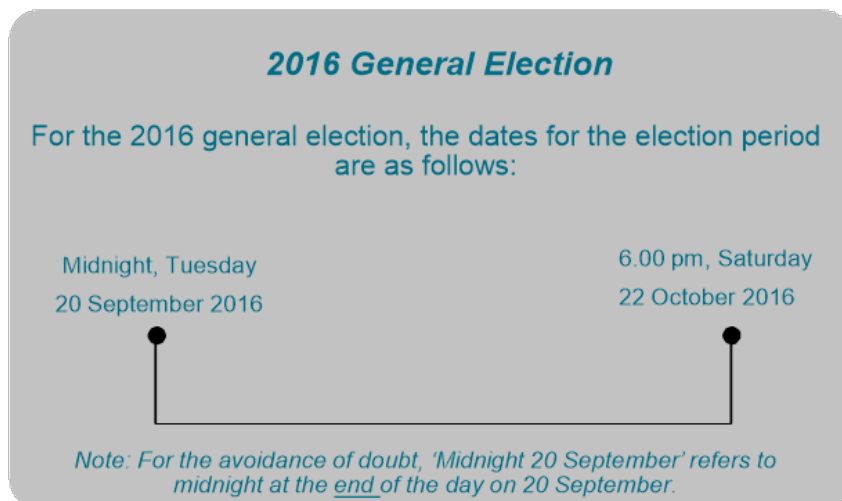 2016 General Election
For the 2016 general election, the dates for the election period
are as follows:
Midnight, Tuesday
20 September 2016
6.00 pm, Saturday
22 October 2016
Note: For the avoidance of doubt, ‘Midnight 20 September’ refers to
midnight at the end of the day on 20 September.